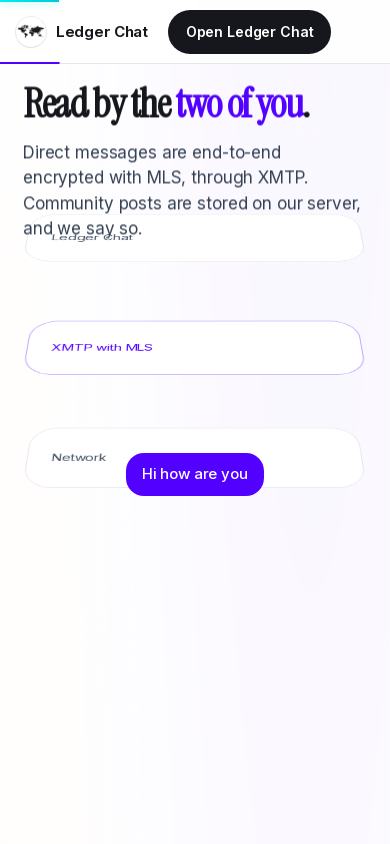 Ledger Chat
Open Ledger Chat
Read by the two of you.
Direct messages are end-to-end
encrypted with MLS, through XMTP.
Community posts are stored on our server,
and we say so.
Ledger Chat
XMTP with MLS
Network
Hi how are you